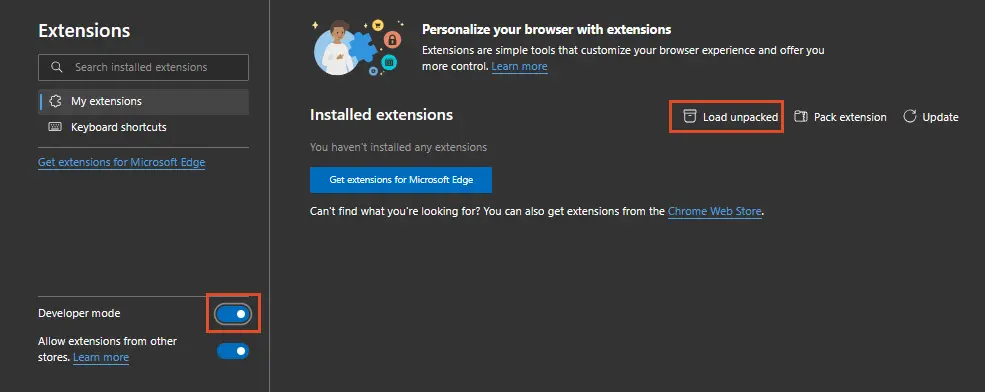 Extensions
Search installed extensions
My extensions
Keyboard shortcuts
Get extensions for Microsoft Edge
Developer mode
Allow extensions from other
stores. Learn more
Personalize your browser with extensions
Extensions are simple tools that customize your browser experience and offer you
more control. Learn more
Installed extensions
Load unpacked
Pack extension
Update
You haven't installed any extensions
Get extensions for Microsoft Edge
Can't find what you're looking for? You can also get extensions from the Chrome Web Store.